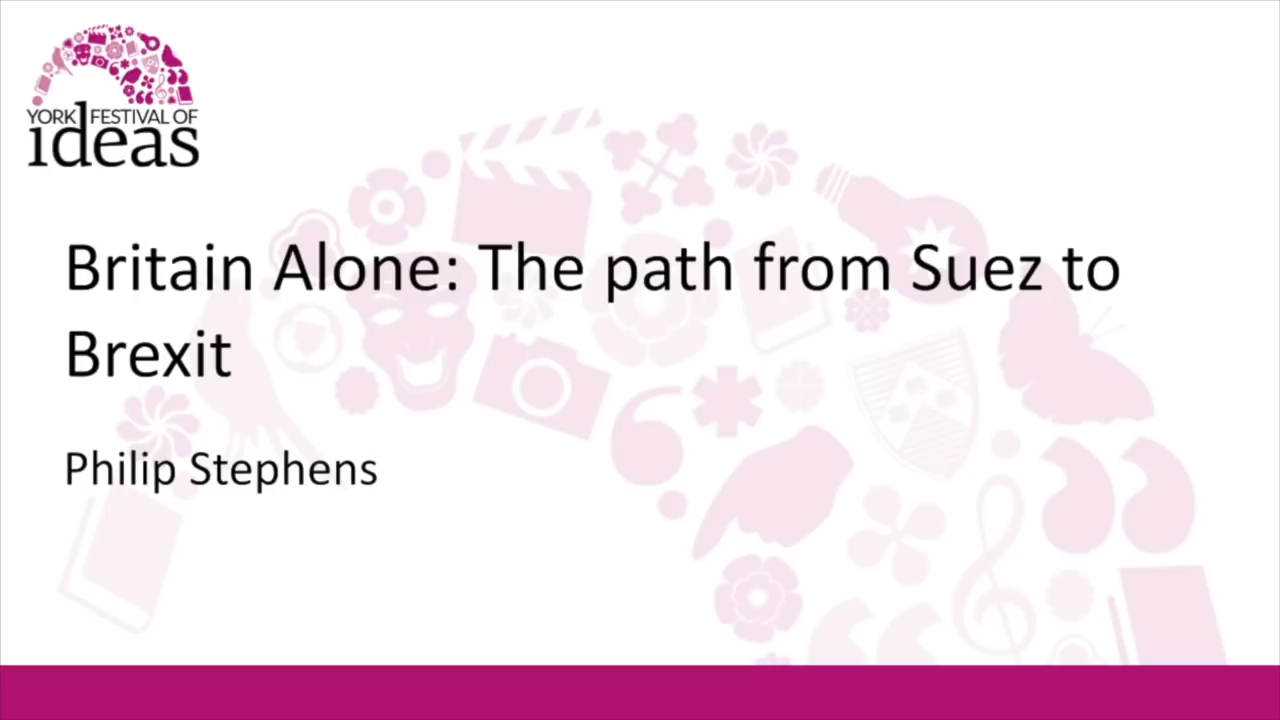 YORK FESTIVAL OF
ideas
Britain Alone: The path from Suez to
Brexit
Philip Stephens